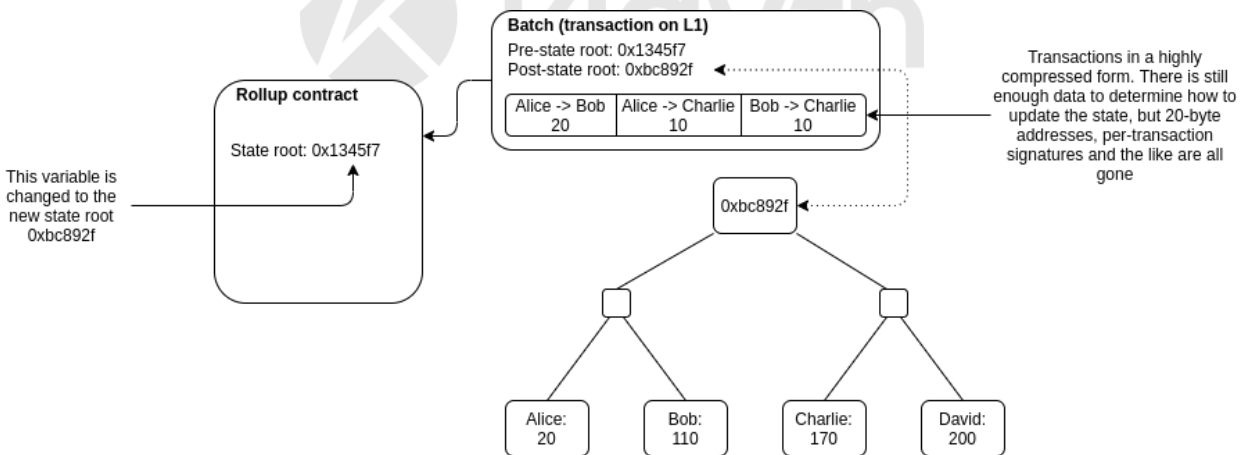 Batch (transaction on L1)
Pre-state root: 0x1345f7
Post-state root: 0xbc892f
Alice -> Bob
20
Alice -> Charlie
10
Bob -> Charlie
10
Transactions in a highly
compressed form. There is still
enough data to determine how to
update the state, but 20-byte
addresses, per-transaction
signatures and the like are all
gone
Rollup contract
State root: 0x1345f7
This variable is
changed to the
new state root
0xbc892f
0xbc892f
Alice:
20
Bob:
110
Charlie:
170
David:
200